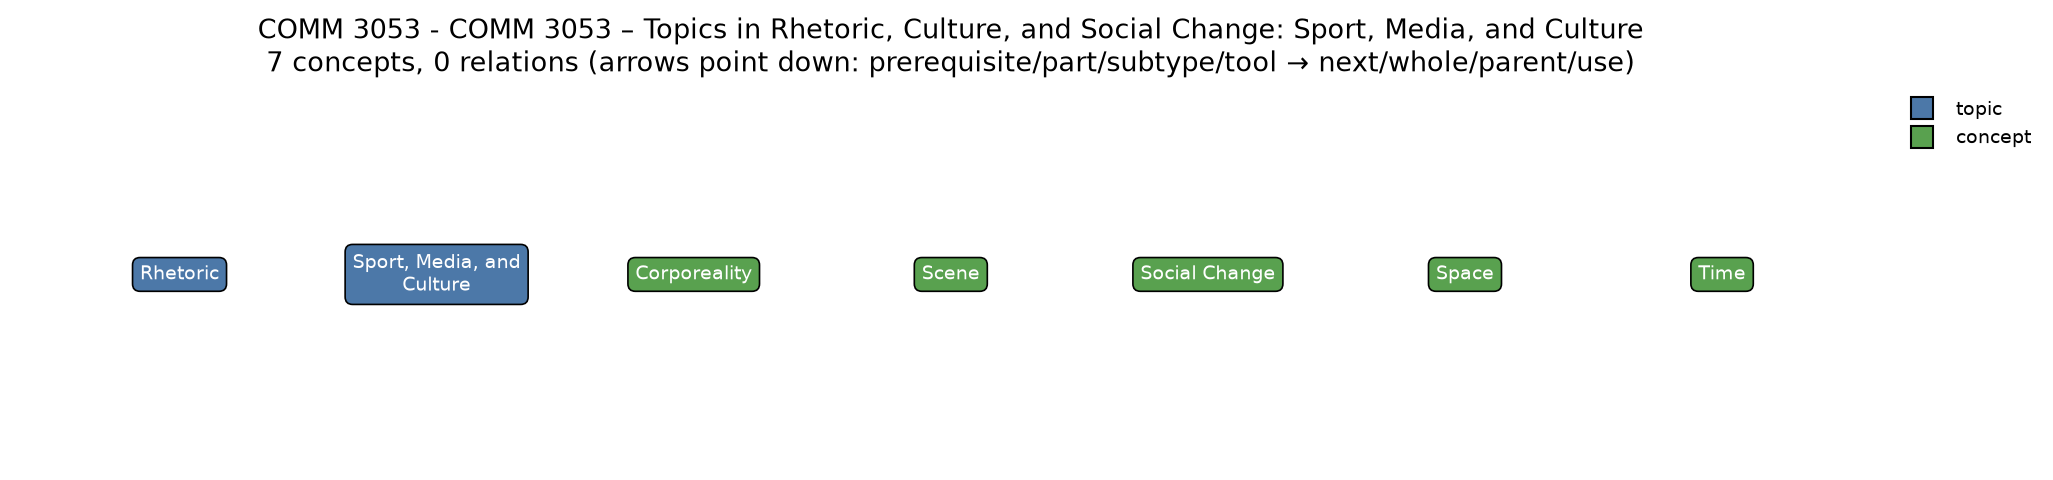 COMM 3053 - COMM 3053 – Topics in Rhetoric, Culture, and Social Change: Sport, Media, and Culture
7 concepts, 0 relations (arrows point down: prerequisite/part/subtype/tool → next/whole/parent/use)
topic
concept
Rhetoric
Sport, Media, and
Culture
Corporeality
Scene
Social Change
Space
Time